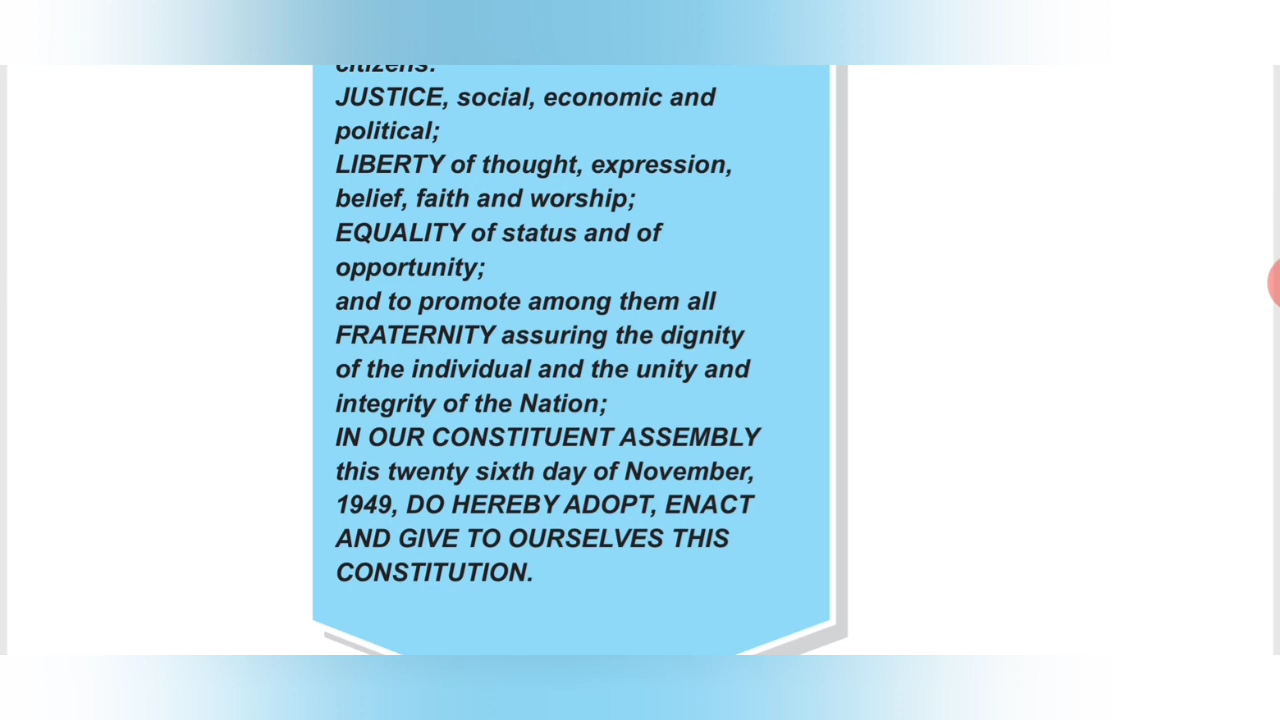 citizens:
JUSTICE, social, economic and
political;
LIBERTY of thought, expression,
belief, faith and worship;
EQUALITY of status and of
opportunity;
and to promote among them all
FRATERNITY assuring the dignity
of the individual and the unity and
integrity of the Nation;
IN OUR CONSTITUENT ASSEMBLY
this twenty sixth day of November,
1949, DO HEREBY ADOPT, ENACT
AND GIVE TO OURSELVES THIS
CONSTITUTION.